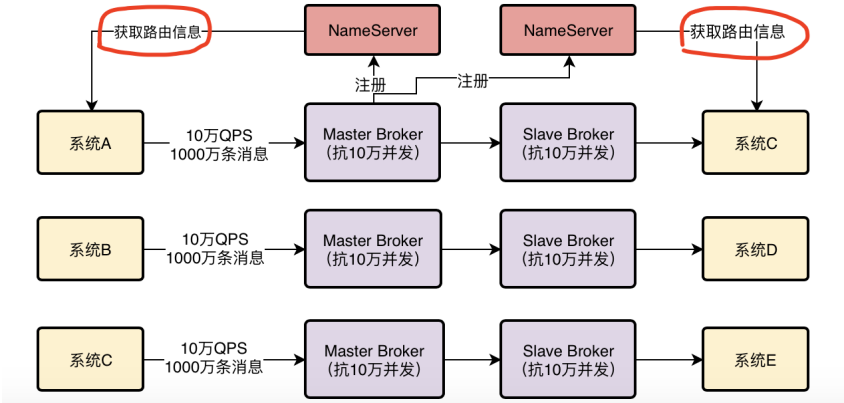 获取路由信息
NameServer
NameServer
获取路由信息
注册
注册
系统A
10万QPS
1000万条消息
Master Broker
（抗10万并发）
Slave Broker
（抗10万并发）
系统C
系统B
10万QPS
1000万条消息
Master Broker
（抗10万并发）
Slave Broker
（抗10万并发）
系统D
系统C
10万QPS
1000万条消息
Master Broker
（抗10万并发）
Slave Broker
（抗10万并发）
系统E